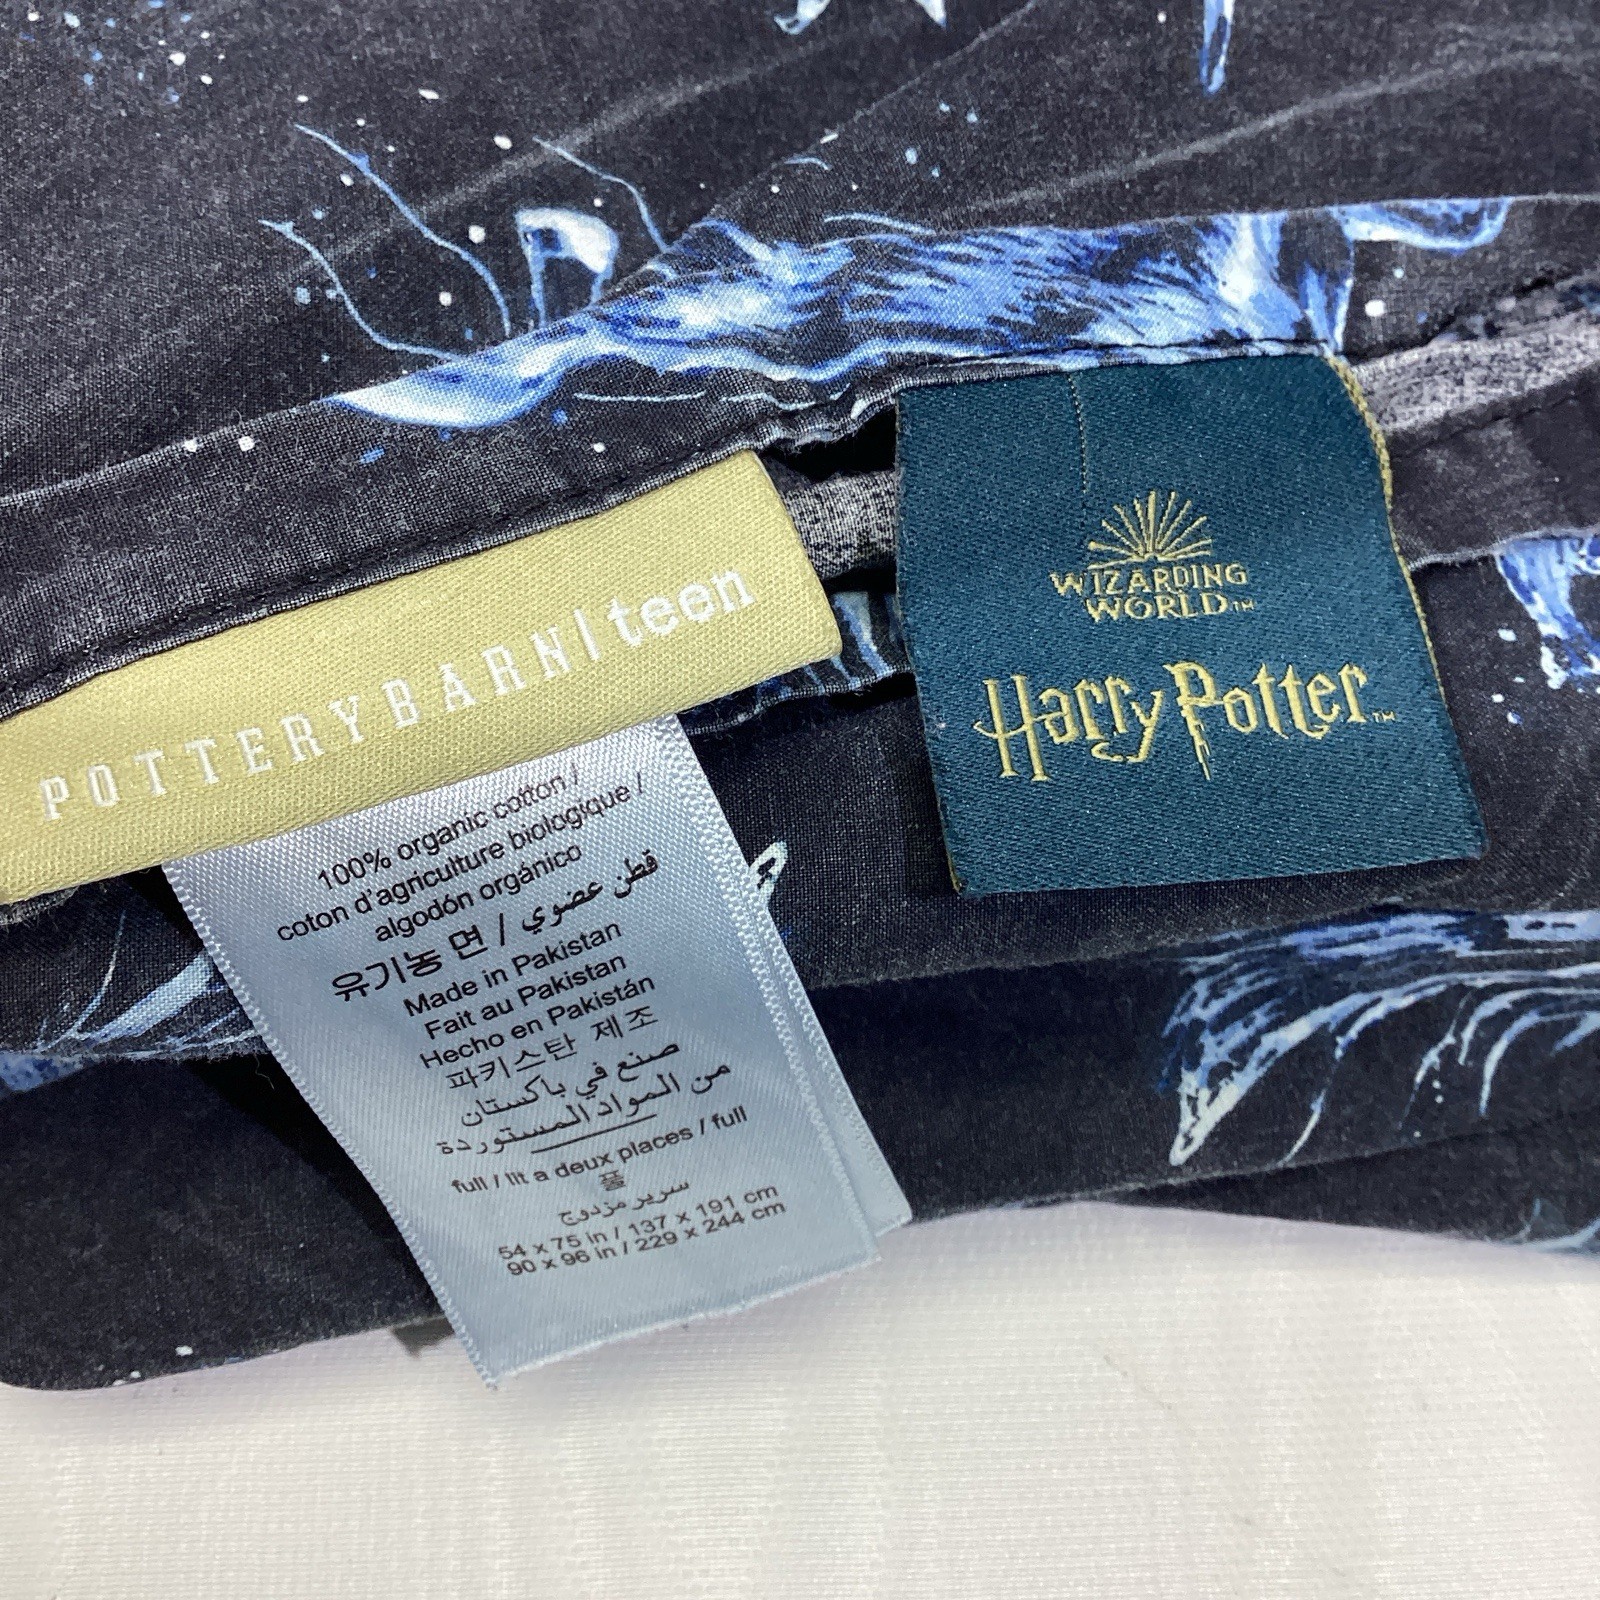 POTTERYBARN|teen
WIZARDING
WORLD™
Harry Potter™
100% organic cotton /
coton d'agriculture biologique /
algodón orgánico
유기농 면 / قطن عضوي
Made in Pakistan
Fait au Pakistan
Hecho en Pakistán
파키스탄 제조
صنع في باكستان
من المواد المستوردة
full / lit a deux places / full
풀
سرير مزدوج
54 x 75 in / 137 x 191 cm
90 x 96 in / 229 x 244 cm